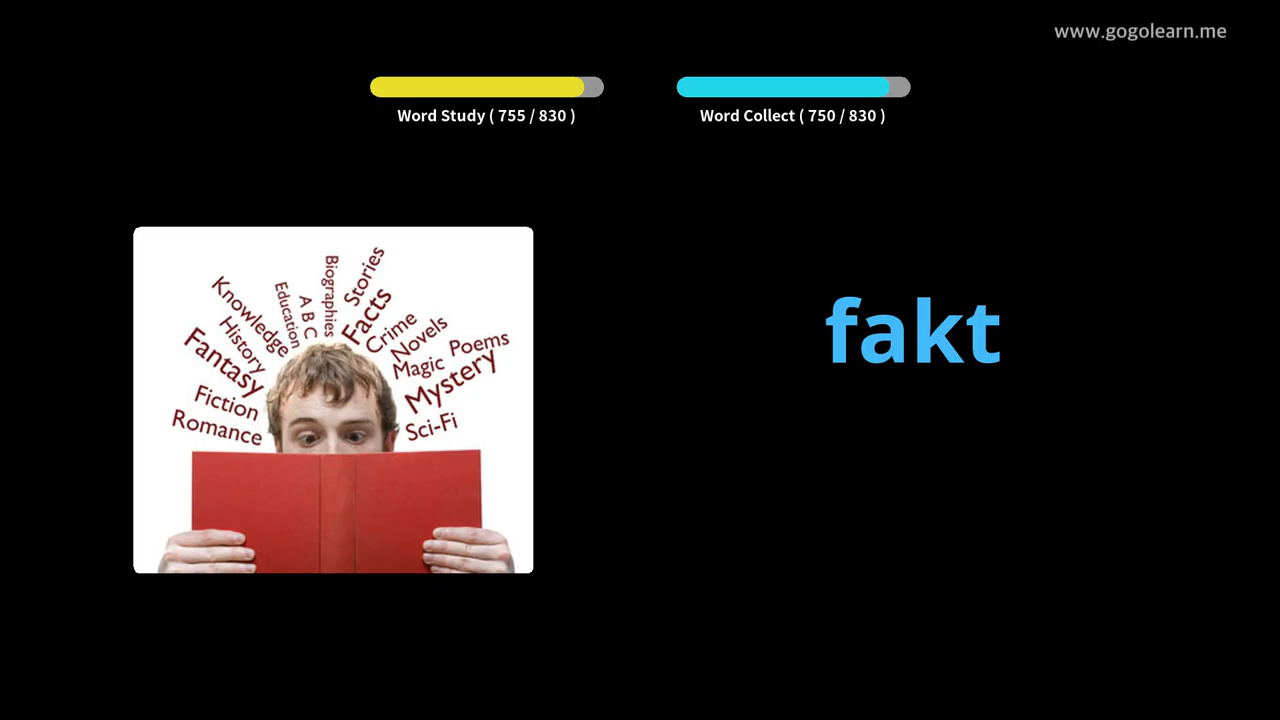 www.gogolearn.me
Word Study ( 755 / 830 )
Word Collect ( 750 / 830 )
fakt
Romance
Fiction
Fantasy
History
Knowledge
Education
A B C
Biographies
Stories
Facts
Crime
Novels
Magic
Poems
Mystery
Sci-Fi